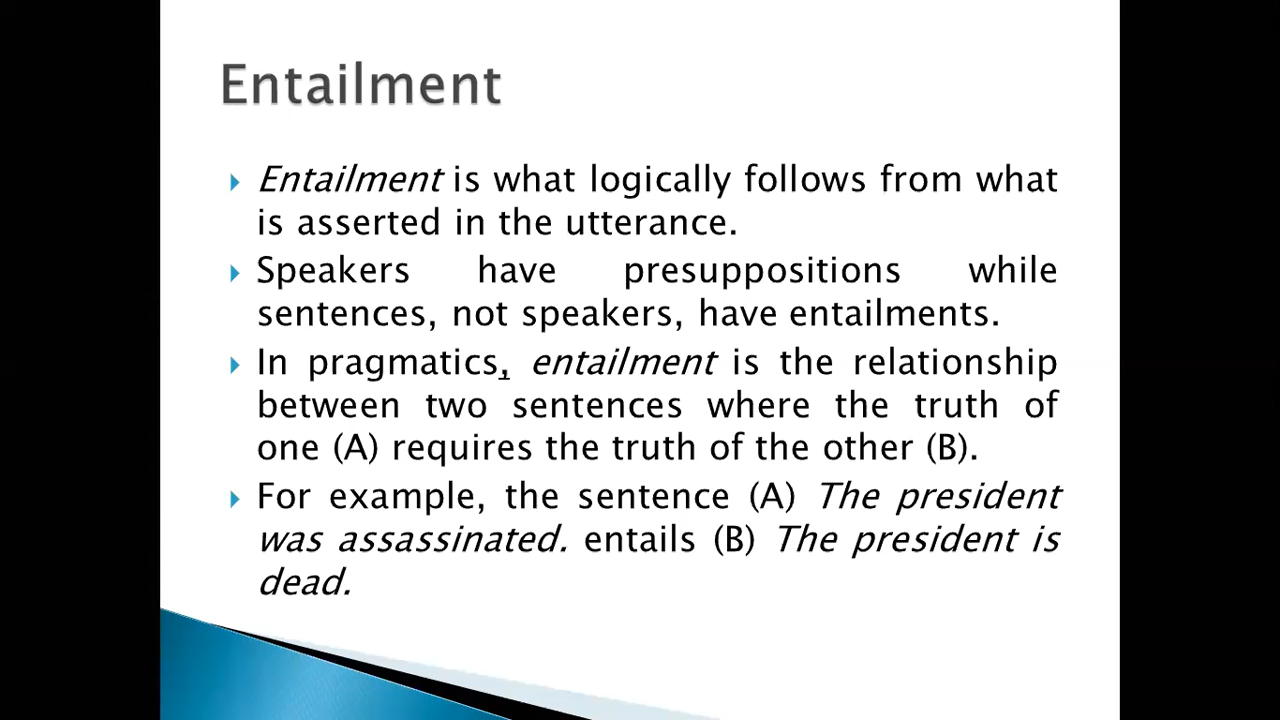 Entailment
Entailment is what logically follows from what
is asserted in the utterance.
Speakers have presuppositions while
sentences, not speakers, have entailments.
In pragmatics, entailment is the relationship
between two sentences where the truth of
one (A) requires the truth of the other (B).
For example, the sentence (A) The president
was assassinated. entails (B) The president is
dead.